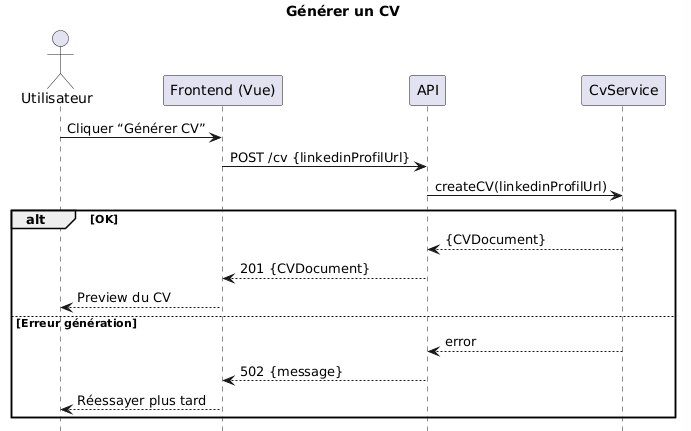 Générer un CV
Utilisateur
Frontend (Vue)
API
CvService
Cliquer “Générer CV”
POST /cv {linkedinProfilUrl}
createCV(linkedinProfilUrl)
alt [OK]
{CVDocument}
201 {CVDocument}
Preview du CV
[Erreur génération]
error
502 {message}
Réessayer plus tard